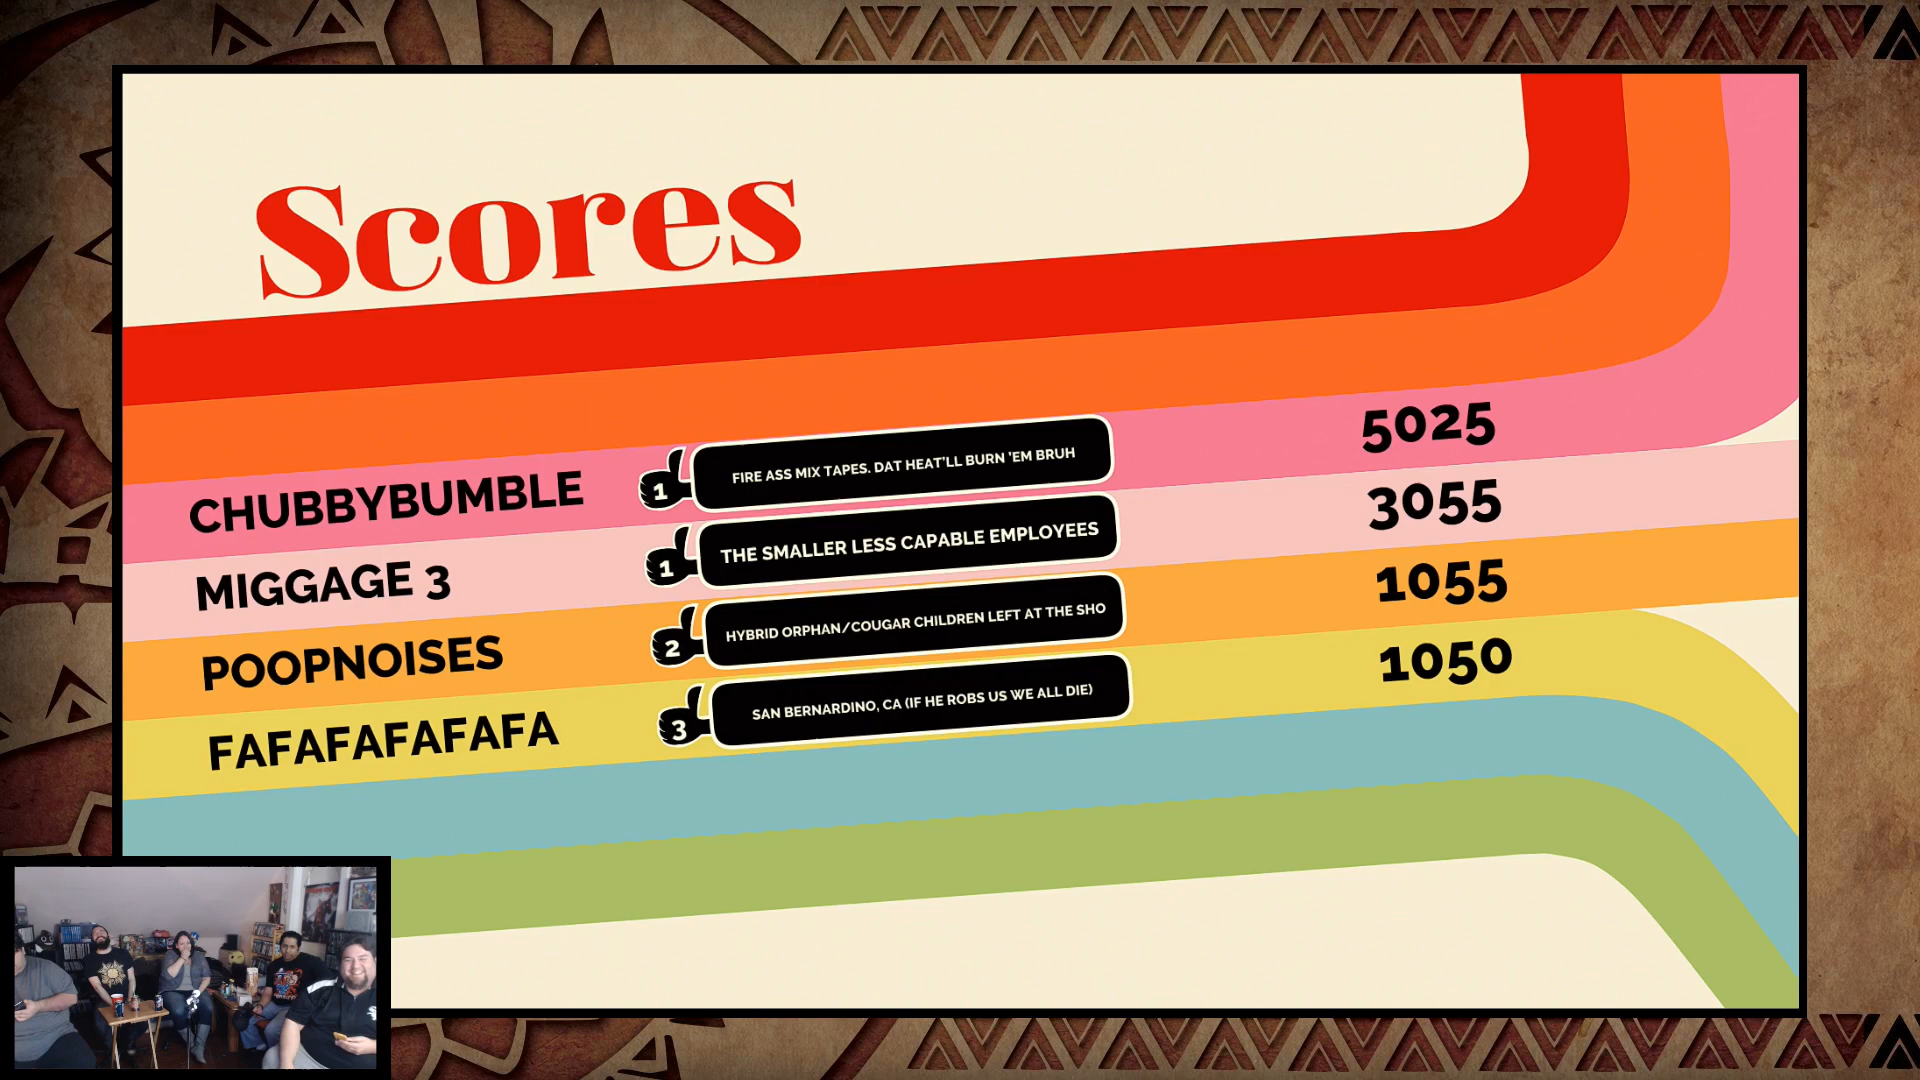 Scores
CHUBBYBUMBLE 1 FIRE ASS MIX TAPES. DAT HEAT'LL BURN 'EM BRUH 5025
MIGGAGE 3 1 THE SMALLER LESS CAPABLE EMPLOYEES 3055
POOPNOISES 2 HYBRID ORPHAN/COUGAR CHILDREN LEFT AT THE SHO 1055
FAFAFAFAFAFA 3 SAN BERNARDINO, CA (IF HE ROBS US WE ALL DIE) 1050